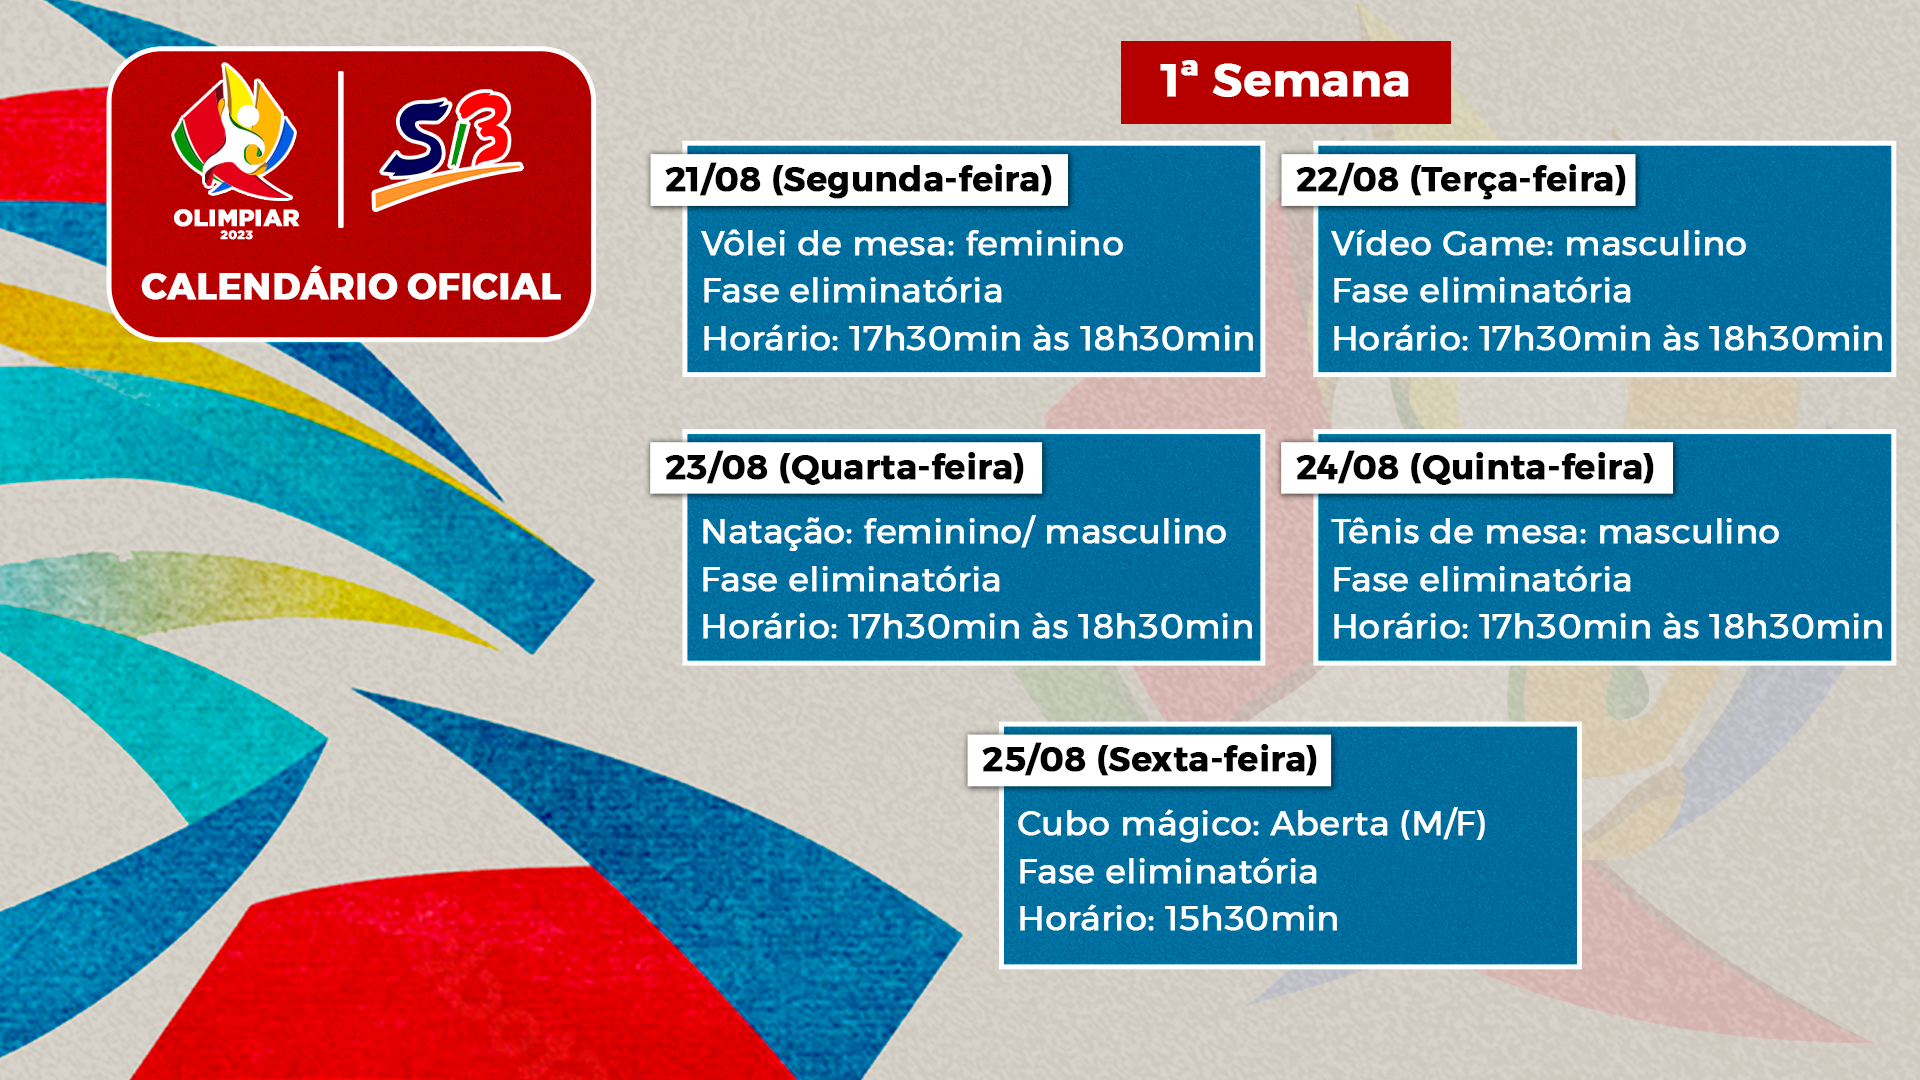 OLIMPIAR
2023
SiB
CALENDÁRIO OFICIAL
1ª Semana
21/08 (Segunda-feira)
Vôlei de mesa: feminino
Fase eliminatória
Horário: 17h30min às 18h30min
22/08 (Terça-feira)
Vídeo Game: masculino
Fase eliminatória
Horário: 17h30min às 18h30min
23/08 (Quarta-feira)
Natação: feminino/ masculino
Fase eliminatória
Horário: 17h30min às 18h30min
24/08 (Quinta-feira)
Tênis de mesa: masculino
Fase eliminatória
Horário: 17h30min às 18h30min
25/08 (Sexta-feira)
Cubo mágico: Aberta (M/F)
Fase eliminatória
Horário: 15h30min